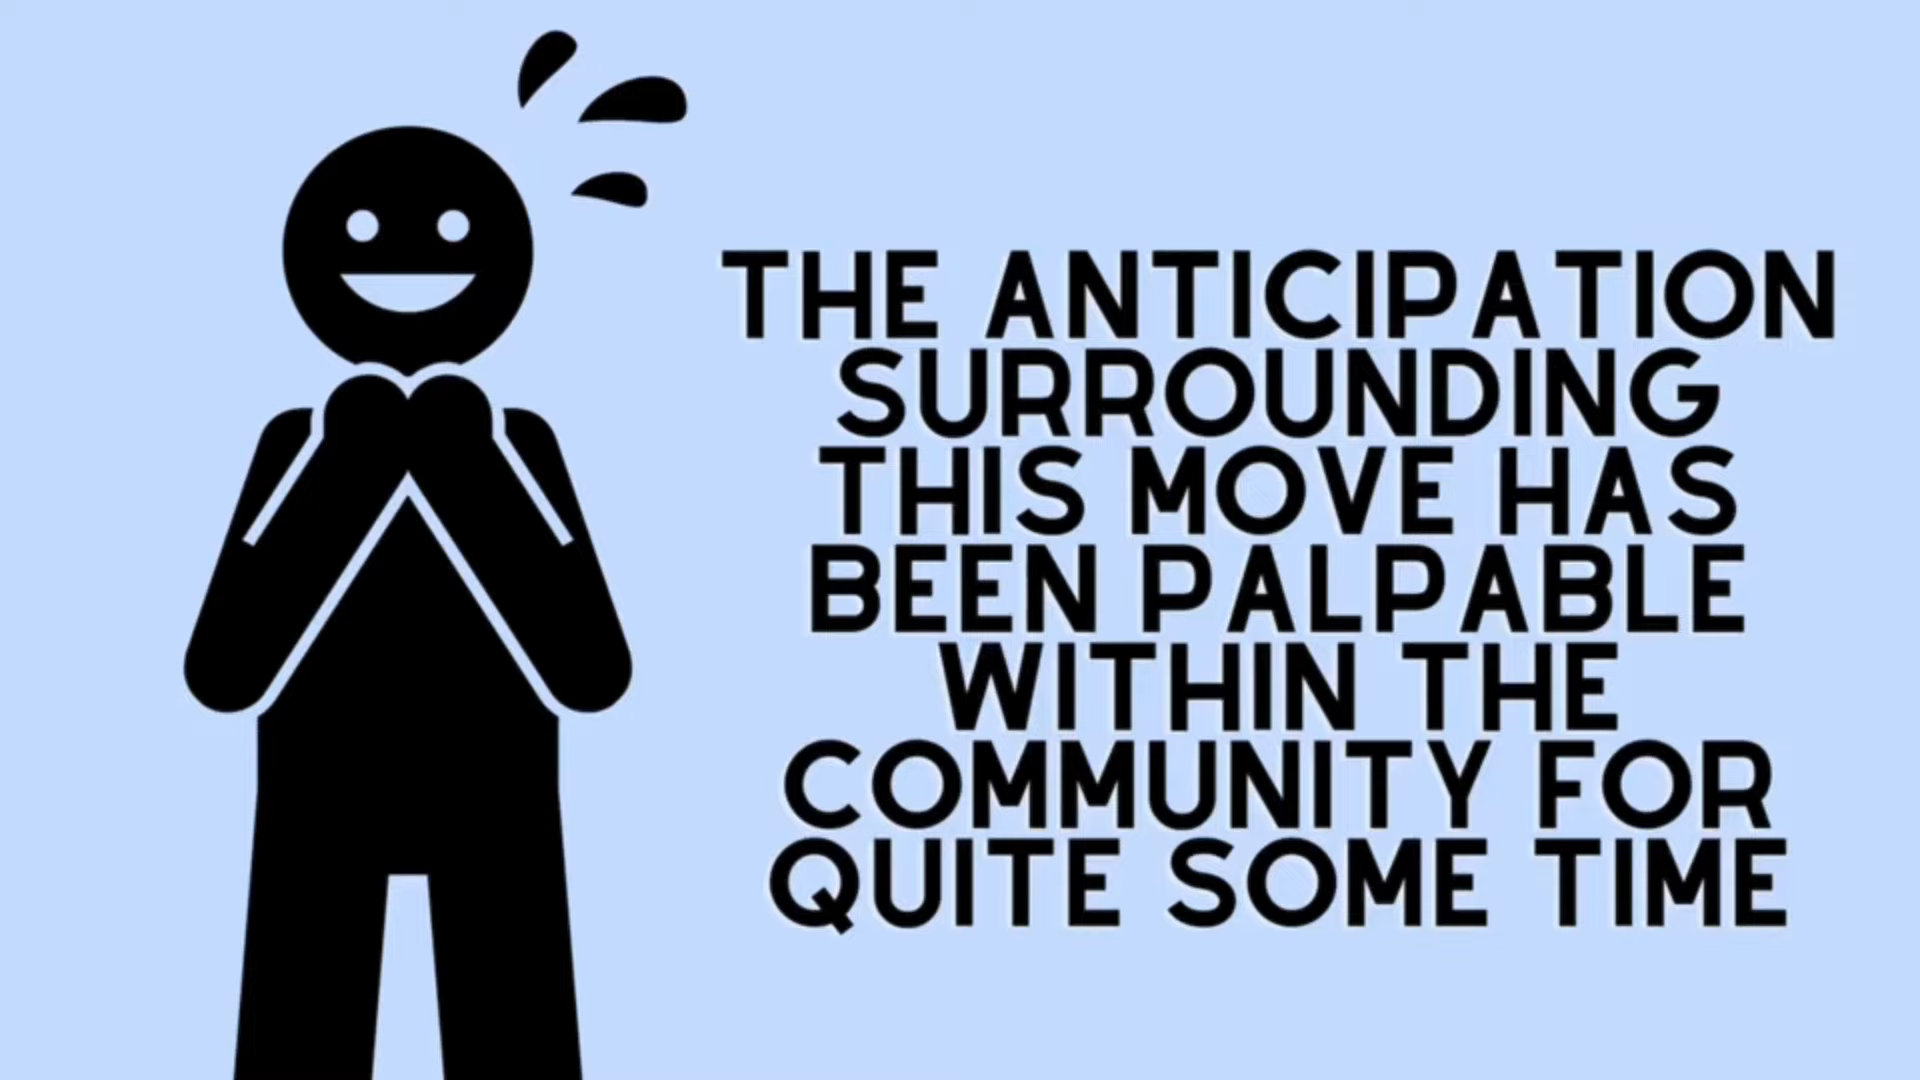 THE ANTICIPATION
SURROUNDING
THIS MOVE HAS
BEEN PALPABLE
WITHIN THE
COMMUNITY FOR
QUITE SOME TIME